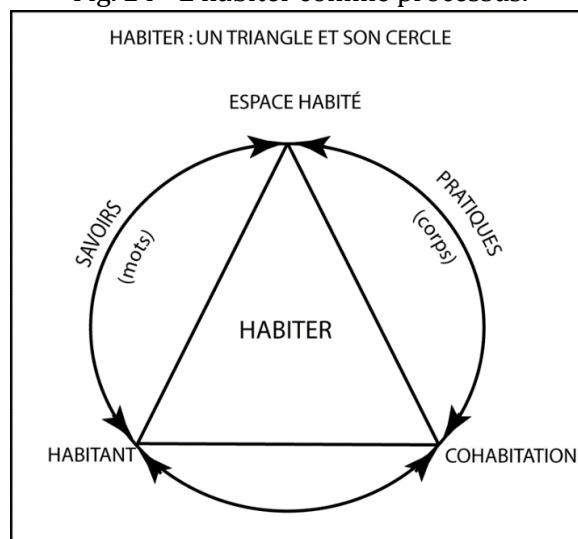 Fig. 24 - L'habiter comme processus.
HABITER : UN TRIANGLE ET SON CERCLE
ESPACE HABITÉ
SAVOIRS
(mots)
PRATIQUES
(corps)
HABITER
HABITANT
COHABITATION